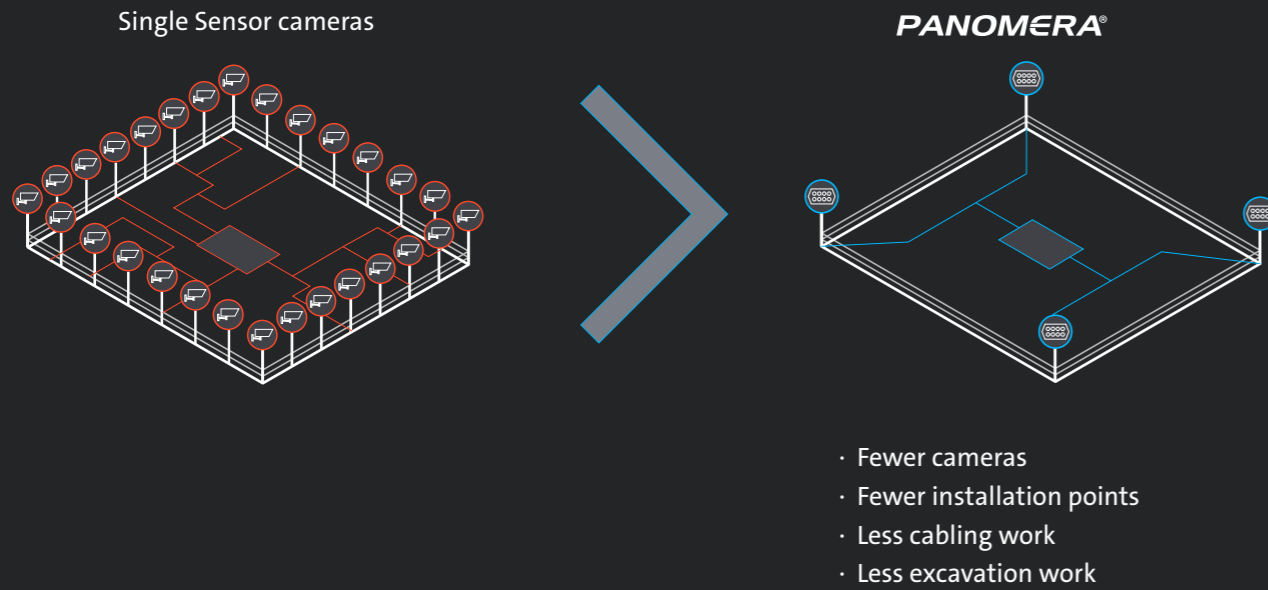 Single Sensor cameras
PANOMERA®
· Fewer cameras
· Fewer installation points
· Less cabling work
· Less excavation work